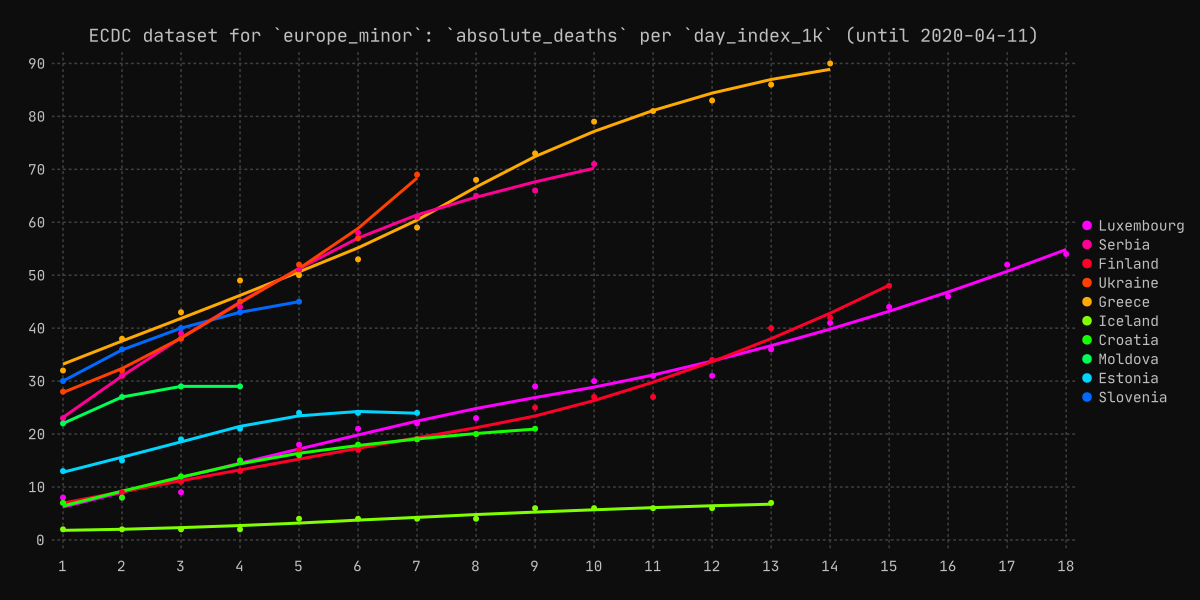 ECDC dataset for `europe_minor`: `absolute_deaths` per `day_index_1k` (until 2020-04-11)
90
80
70
60
50
40
30
20
10
0
1 2 3 4 5 6 7 8 9 10 11 12 13 14 15 16 17 18
Luxembourg
Serbia
Finland
Ukraine
Greece
Iceland
Croatia
Moldova
Estonia
Slovenia